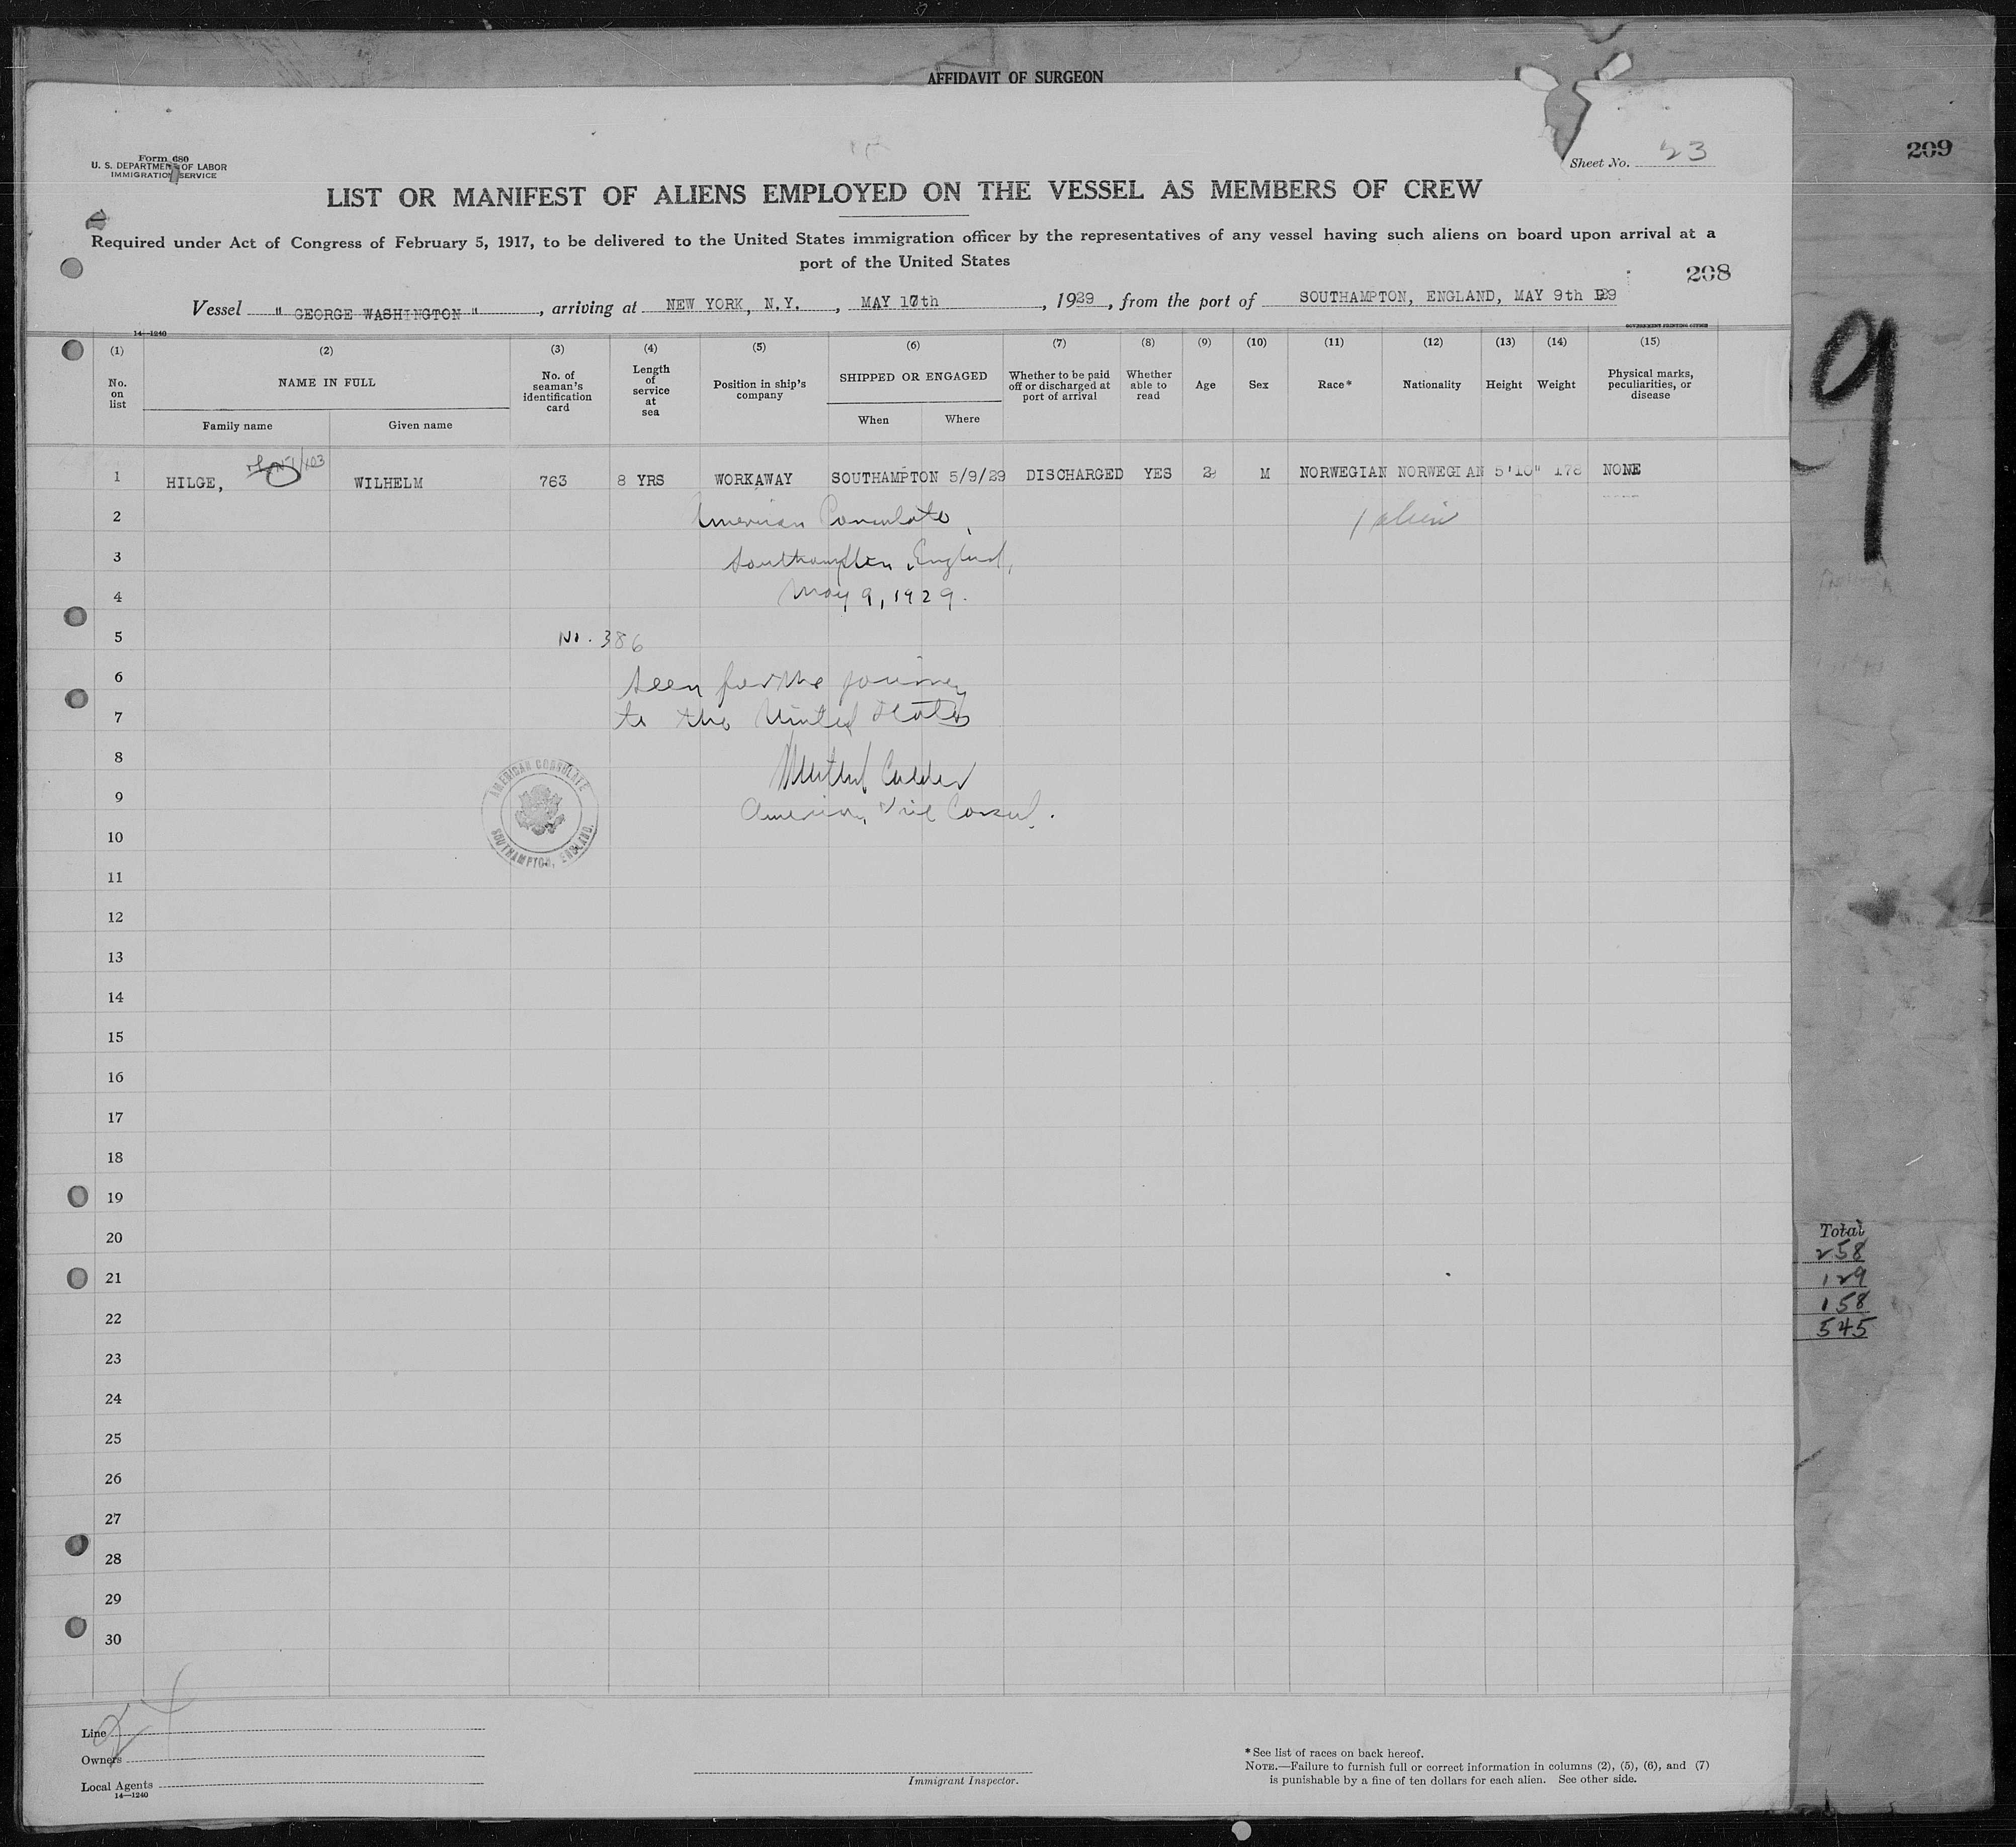 AFFIDAVIT OF SURGEON
209
Form 680
U. S. DEPARTMENT OF LABOR
IMMIGRATION SERVICE
Sheet No. 23
LIST OR MANIFEST OF ALIENS EMPLOYED ON THE VESSEL AS MEMBERS OF CREW
Required under Act of Congress of February 5, 1917, to be delivered to the United States immigration officer by the representatives of any vessel having such aliens on board upon arrival at a
port of the United States
208
Vessel " GEORGE WASHINGTON ", arriving at NEW YORK, N.Y., MAY 17th, 1929, from the port of SOUTHAMPTON, ENGLAND, MAY 9th
14—1240
GOVERNMENT PRINTING OFFICE
(1) (2) (3) (4) (5) (6) (7) (8) (9) (10) (11) (12) (13) (14) (15)
No. on list
NAME IN FULL
Family name
Given name
No. of seaman's identification card
Length of service at sea
Position in ship's company
SHIPPED OR ENGAGED
When
Where
Whether to be paid off or discharged at port of arrival
Whether able to read
Age
Sex
Race*
Nationality
Height
Weight
Physical marks, peculiarities, or disease
9
1 HILGE, WILHELM 763 8 YRS WORKAWAY SOUTHAMPTON 5/9/29 DISCHARGED YES M NORWEGIAN NORWEGIAN 5'10" 178 NONE
2 American Consulate, 1 alien
3 Southampton, England,
4 May 9, 1929.
5 No. 386
6 Seen for the journey
7 to the United States
8
9 American Vice Consul.
AMERICAN CONSULATE
SOUTHAMPTON, ENGLAND.
10
11
12
13
14
15
16
17
18
19
20
21
22
23
24
25
26
27
28
29
30
Total
258
129
158
545
Line
Owners
Local Agents
14—1240
Immigrant Inspector.
*See list of races on back hereof.
NOTE.—Failure to furnish full or correct information in columns (2), (5), (6), and (7)
is punishable by a fine of ten dollars for each alien. See other side.